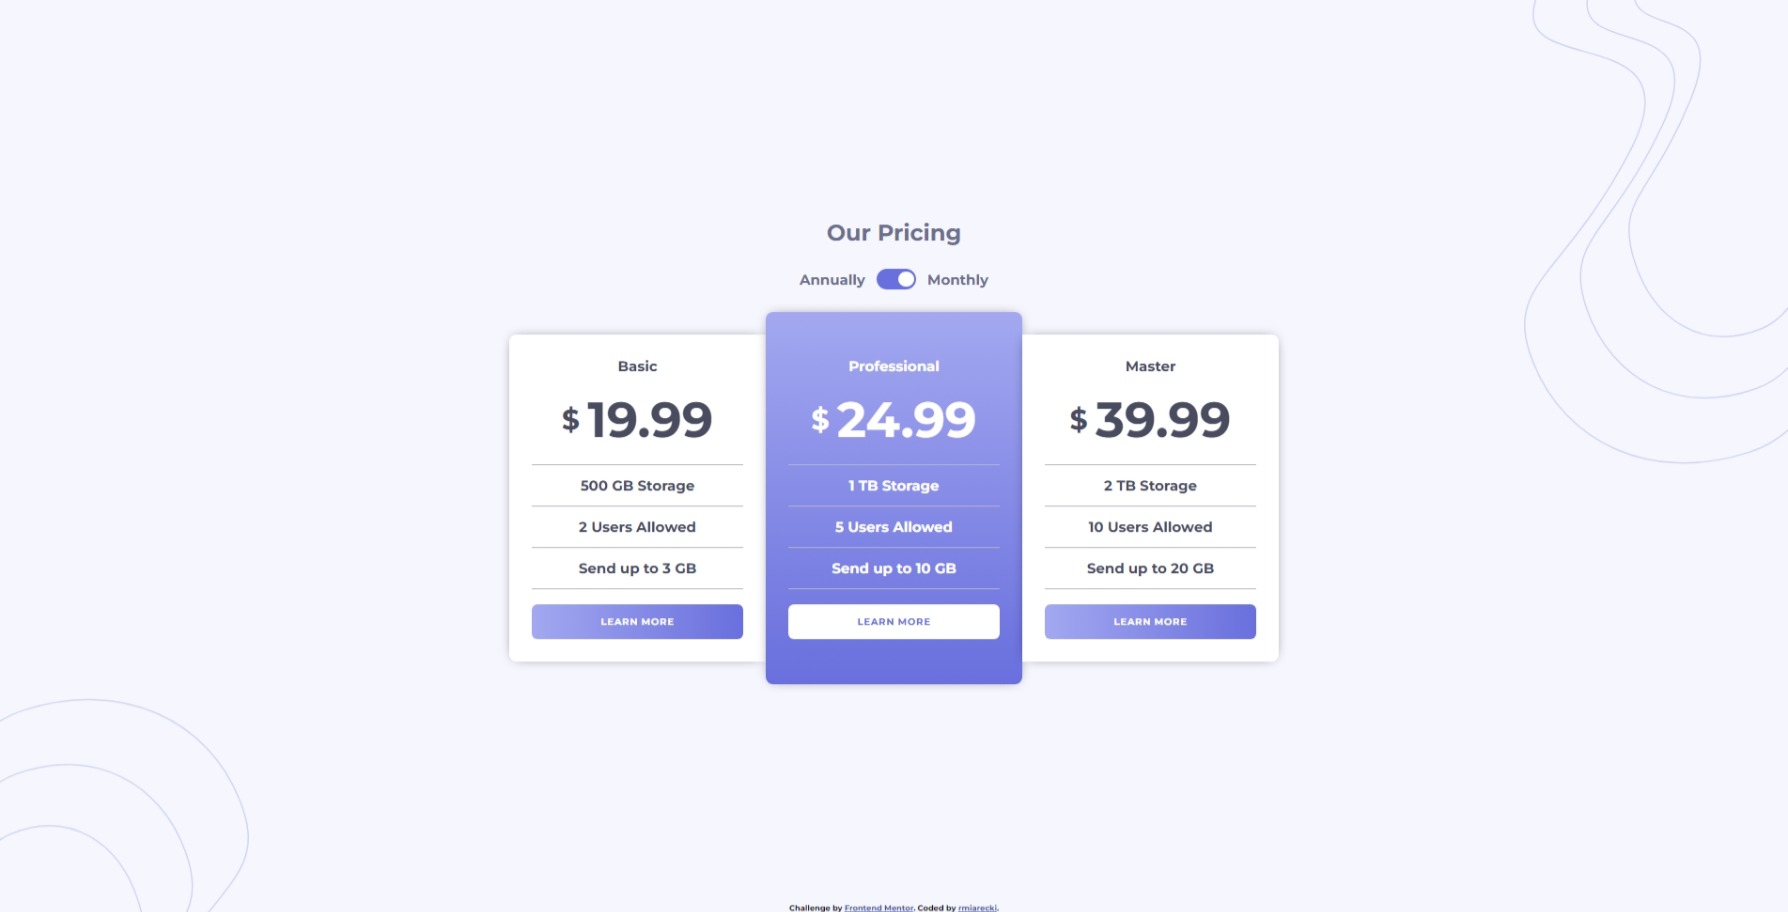 Our Pricing
Annually Monthly
Basic
$ 19.99
500 GB Storage
2 Users Allowed
Send up to 3 GB
LEARN MORE
Professional
$ 24.99
1 TB Storage
5 Users Allowed
Send up to 10 GB
LEARN MORE
Master
$ 39.99
2 TB Storage
10 Users Allowed
Send up to 20 GB
LEARN MORE
Challenge by Frontend Mentor. Coded by rmiarecki.